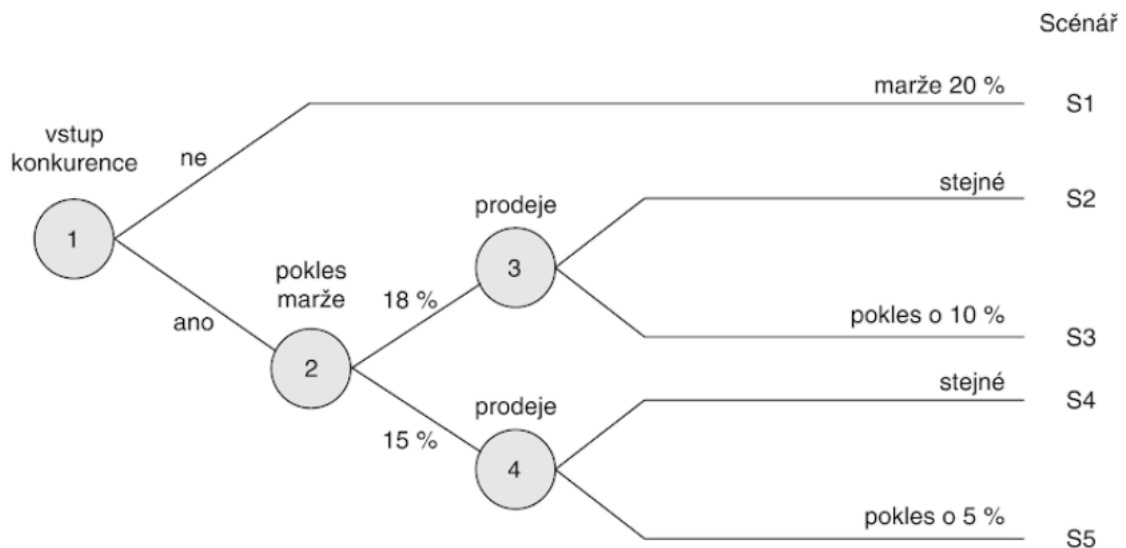 Scénář
marže 20 %
S1
vstup
konkurence
ne
1
stejné
S2
prodeje
3
pokles
marže
18 %
ano
pokles o 10 %
S3
2
stejné
S4
prodeje
15 %
4
pokles o 5 %
S5